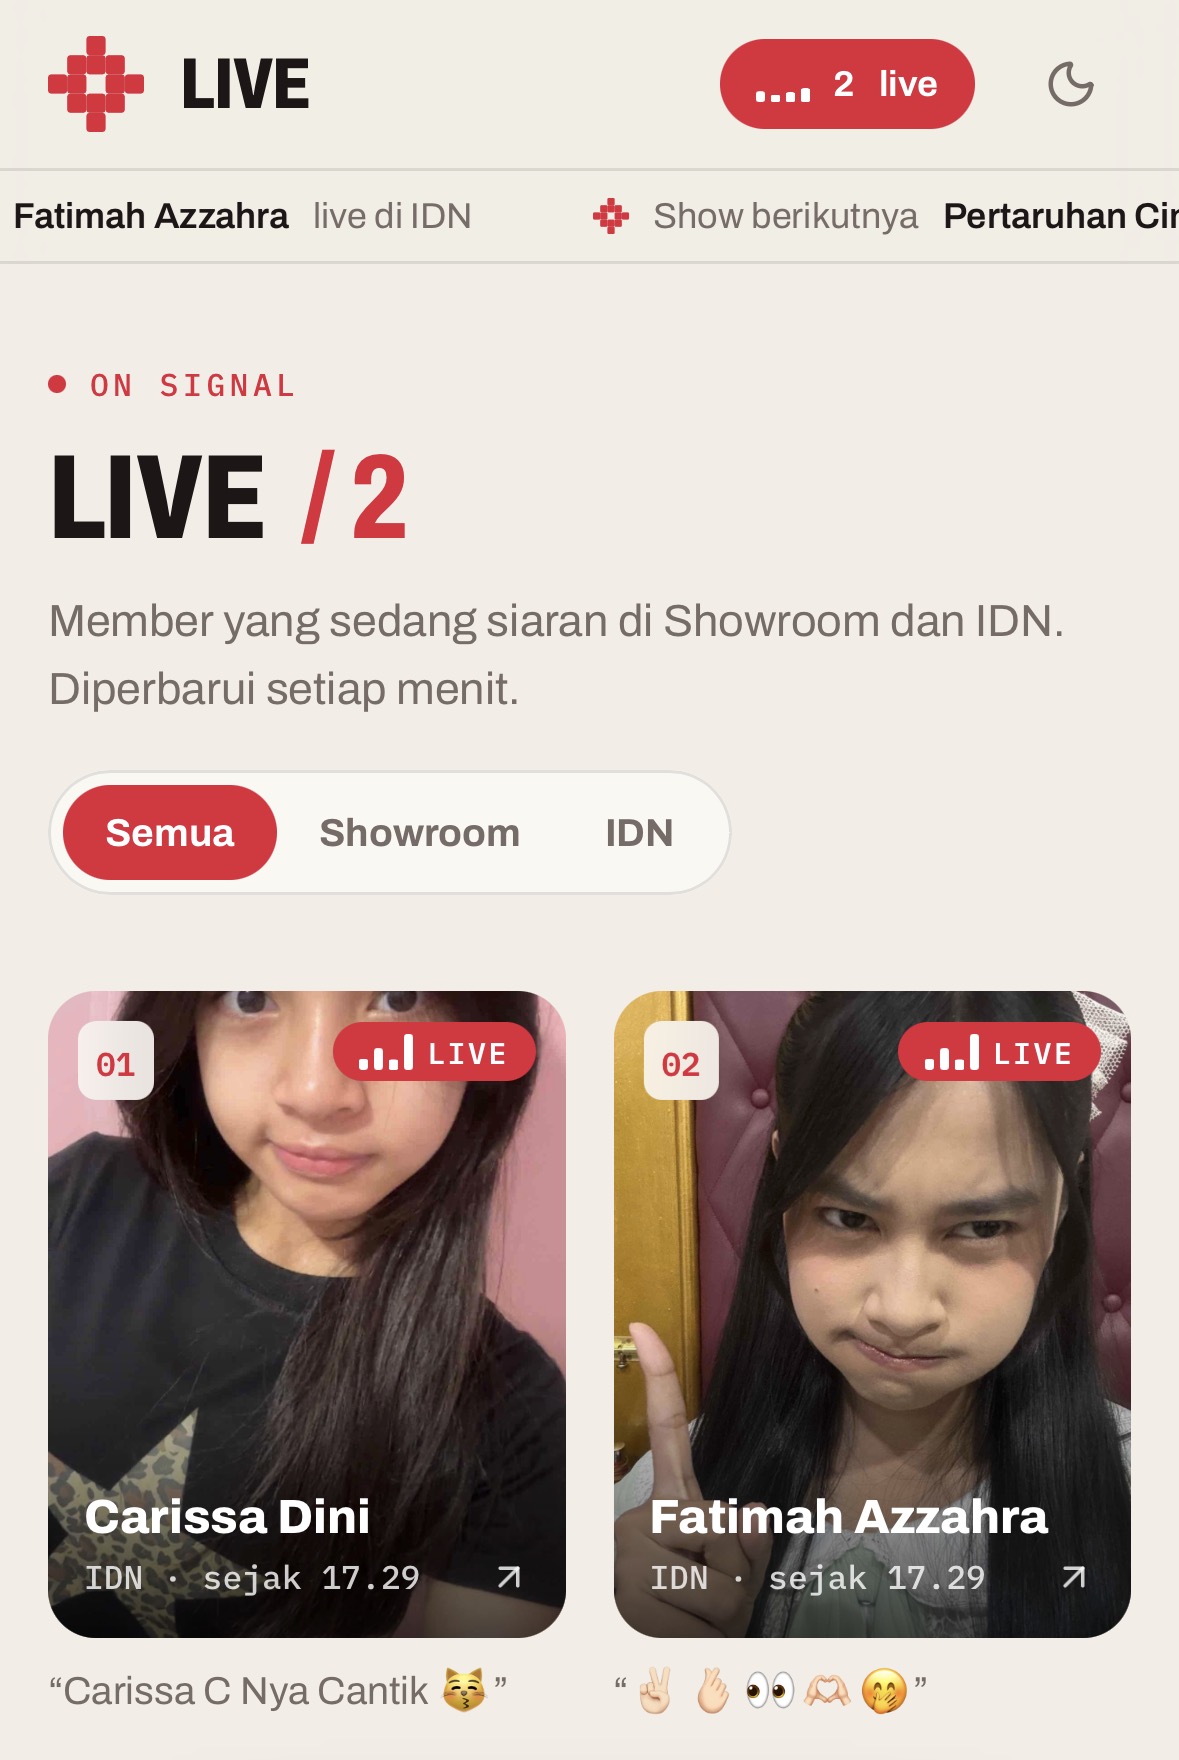 LIVE
2 live
Fatimah Azzahra live di IDN
Show berikutnya Pertaruhan
ON SIGNAL
LIVE /2
Member yang sedang siaran di Showroom dan IDN.
Diperbarui setiap menit.
Semua
Showroom
IDN
01
LIVE
Carissa Dini
IDN · sejak 17.29
“Carissa C Nya Cantik 😽”
02
LIVE
Fatimah Azzahra
IDN · sejak 17.29
“✌🏻🫰🏻👀🫶🏻🤭”